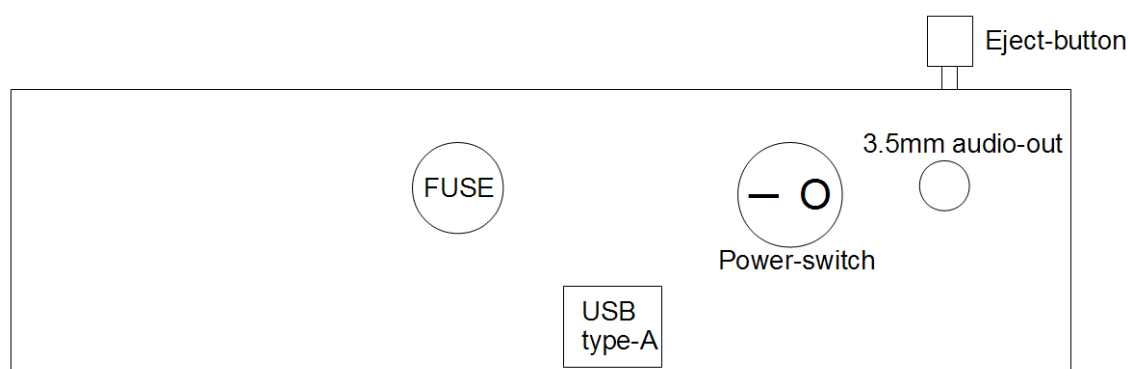 Eject-button
3.5mm audio-out
FUSE
– O
Power-switch
USB
type-A